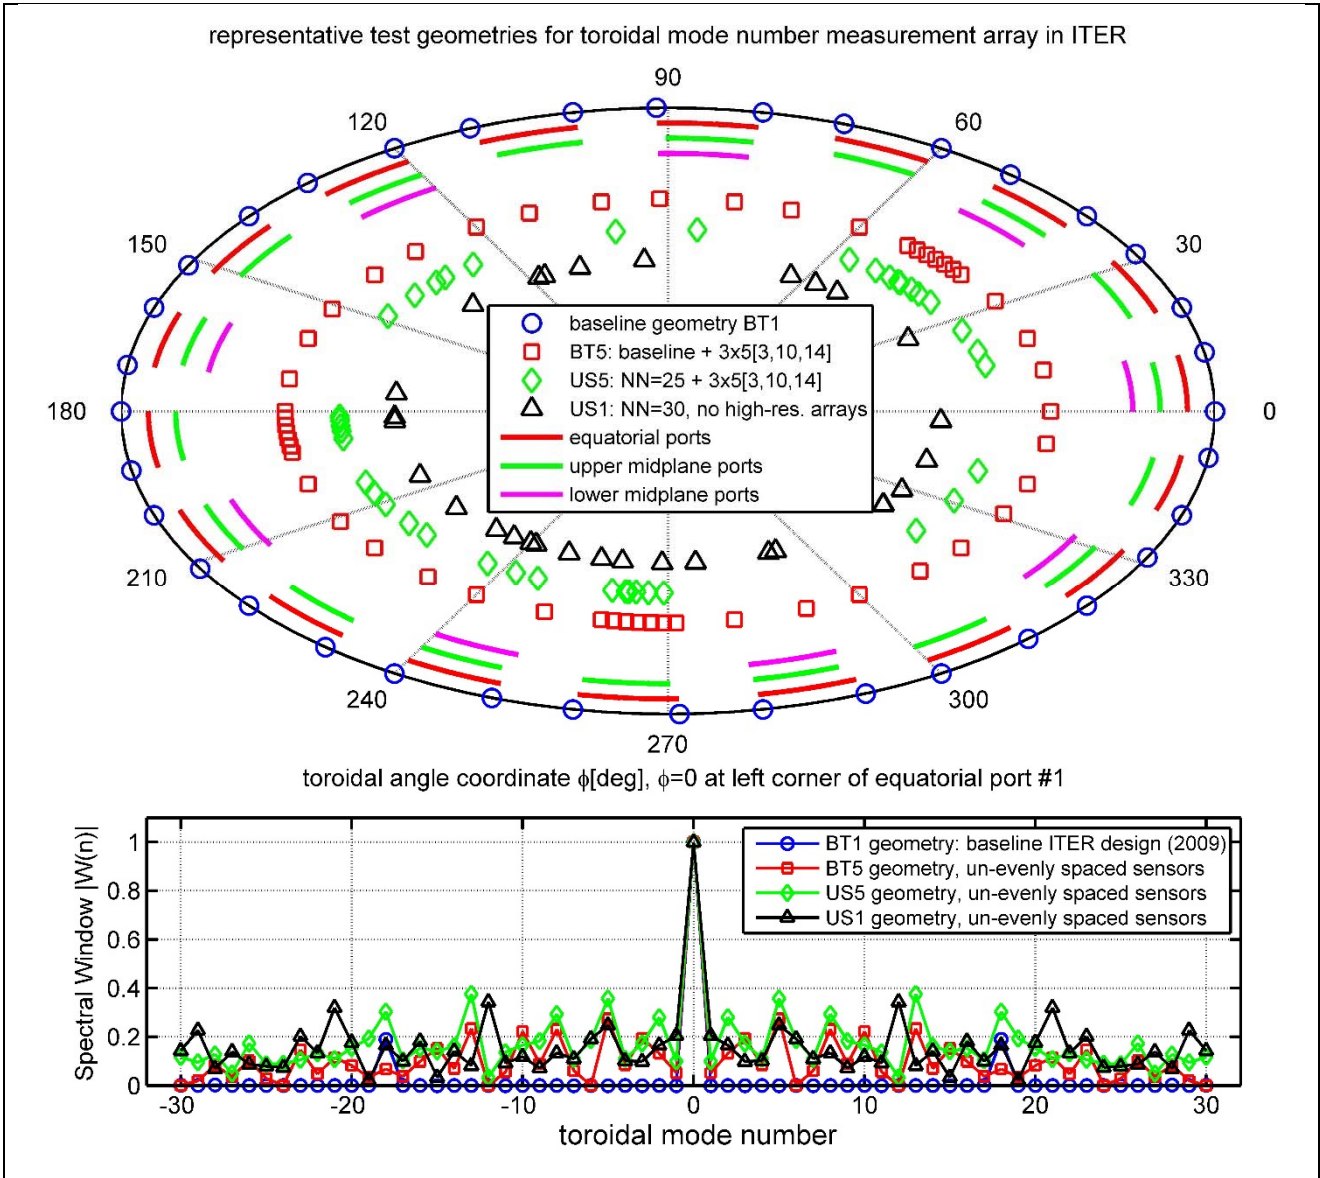 representative test geometries for toroidal mode number measurement array in ITER
90
120
60
150
30
baseline geometry BT1
BT5: baseline + 3x5[3,10,14]
US5: NN=25 + 3x5[3,10,14]
US1: NN=30, no high-res. arrays
equatorial ports
upper midplane ports
lower midplane ports
180
0
210
330
240
300
270
toroidal angle coordinate ϕ[deg], ϕ=0 at left corner of equatorial port #1
Spectral Window |W(n)|
1
0.8
0.6
0.4
0.2
0
BT1 geometry: baseline ITER design (2009)
BT5 geometry, un-evenly spaced sensors
US5 geometry, un-evenly spaced sensors
US1 geometry, un-evenly spaced sensors
-30 -20 -10 0 10 20 30
toroidal mode number